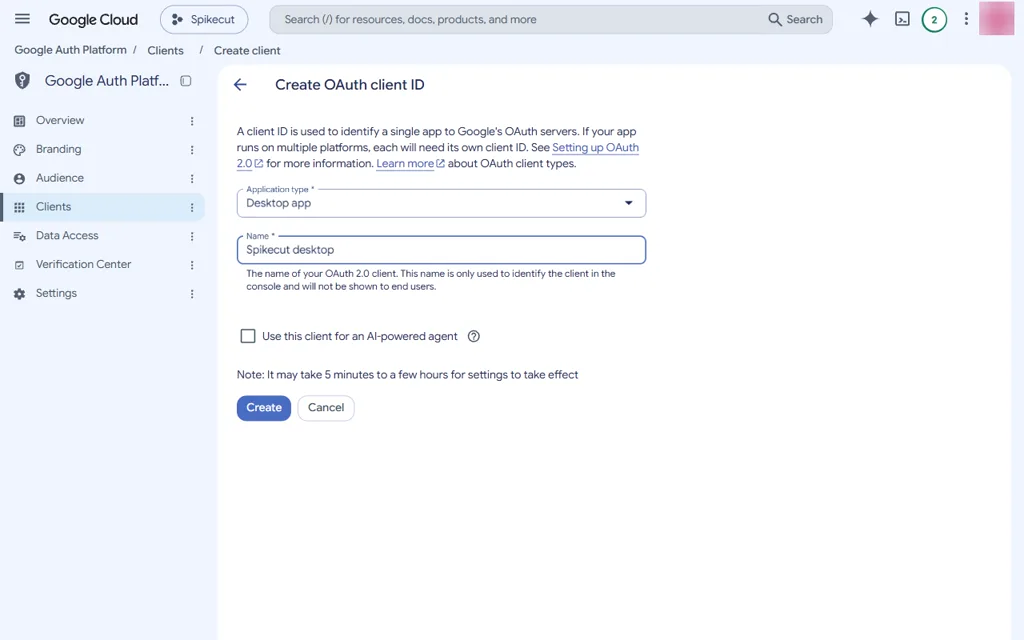 Google Cloud
Spikecut
Search (/) for resources, docs, products, and more
Search
2
Google Auth Platform / Clients / Create client
Google Auth Platf...
Overview
Branding
Audience
Clients
Data Access
Verification Center
Settings
Create OAuth client ID
A client ID is used to identify a single app to Google's OAuth servers. If your app
runs on multiple platforms, each will need its own client ID. See Setting up OAuth
2.0 for more information. Learn more about OAuth client types.
Application type *
Desktop app
Name *
Spikecut desktop
The name of your OAuth 2.0 client. This name is only used to identify the client in the
console and will not be shown to end users.
Use this client for an AI-powered agent
Note: It may take 5 minutes to a few hours for settings to take effect
Create
Cancel